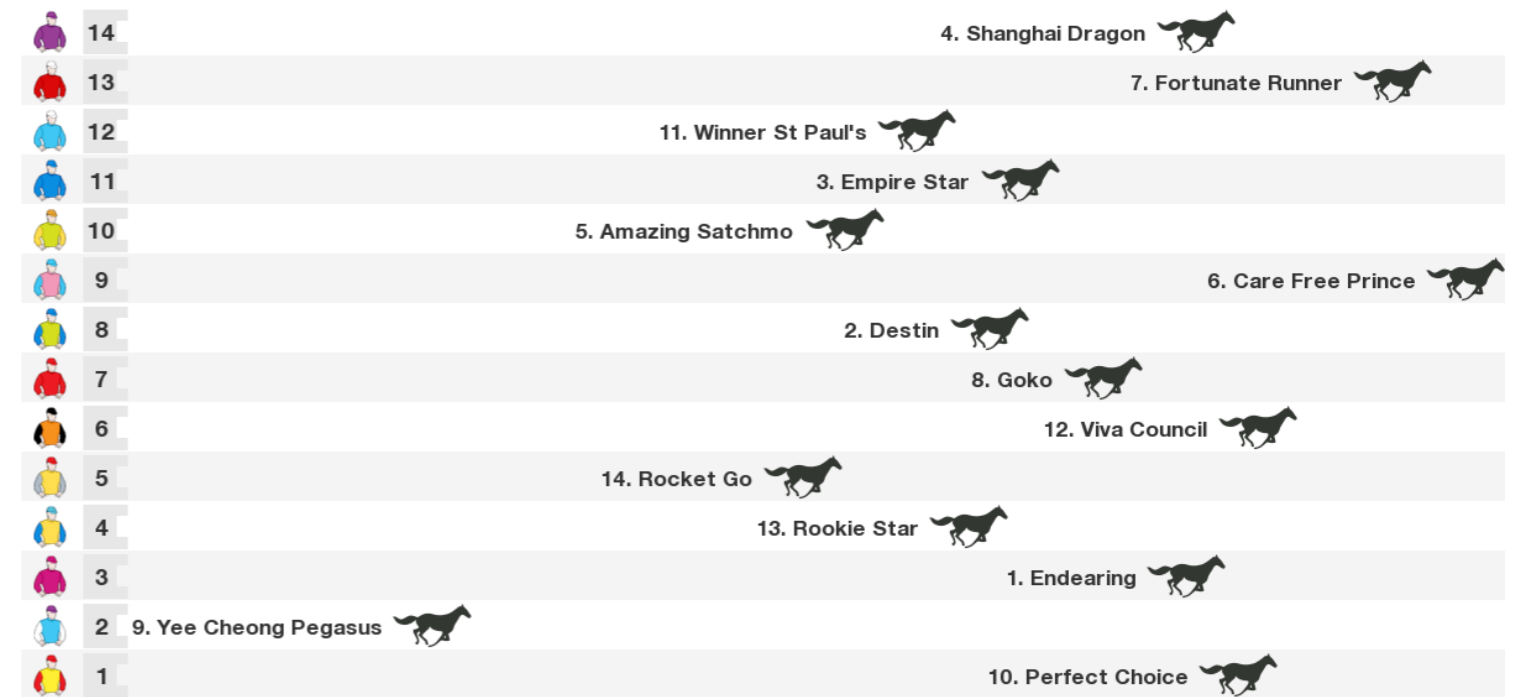 14 4. Shanghai Dragon
13 7. Fortunate Runner
12 11. Winner St Paul's
11 3. Empire Star
10 5. Amazing Satchmo
9 6. Care Free Prince
8 2. Destin
7 8. Goko
6 12. Viva Council
5 14. Rocket Go
4 13. Rookie Star
3 1. Endearing
2 9. Yee Cheong Pegasus
1 10. Perfect Choice